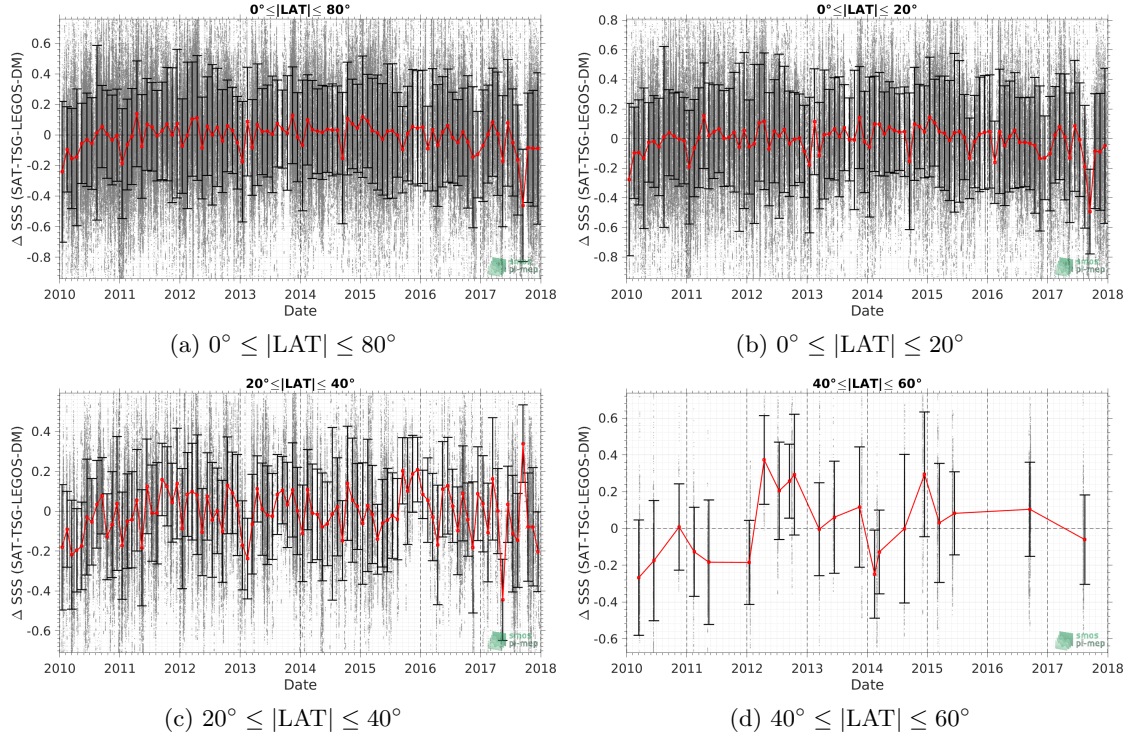 0°≤|LAT|≤ 80°
Δ SSS (SAT-TSG-LEGOS-DM)
0.6
0.4
0.2
0
-0.2
-0.4
-0.6
-0.8
2010 2011 2012 2013 2014 2015 2016 2017 2018
Date
smos
pi-mep
(a) 0° ≤ |LAT| ≤ 80°
0°≤|LAT|≤ 20°
Δ SSS (SAT-TSG-LEGOS-DM)
0.8
0.6
0.4
0.2
0
-0.2
-0.4
-0.6
-0.8
2010 2011 2012 2013 2014 2015 2016 2017 2018
Date
smos
pi-mep
(b) 0° ≤ |LAT| ≤ 20°
20°≤|LAT|≤ 40°
Δ SSS (SAT-TSG-LEGOS-DM)
0.4
0.2
0
-0.2
-0.4
-0.6
2010 2011 2012 2013 2014 2015 2016 2017 2018
Date
smos
pi-mep
(c) 20° ≤ |LAT| ≤ 40°
40°≤|LAT|≤ 60°
Δ SSS (SAT-TSG-LEGOS-DM)
0.6
0.4
0.2
0
-0.2
-0.4
-0.6
2010 2011 2012 2013 2014 2015 2016 2017 2018
Date
smos
pi-mep
(d) 40° ≤ |LAT| ≤ 60°